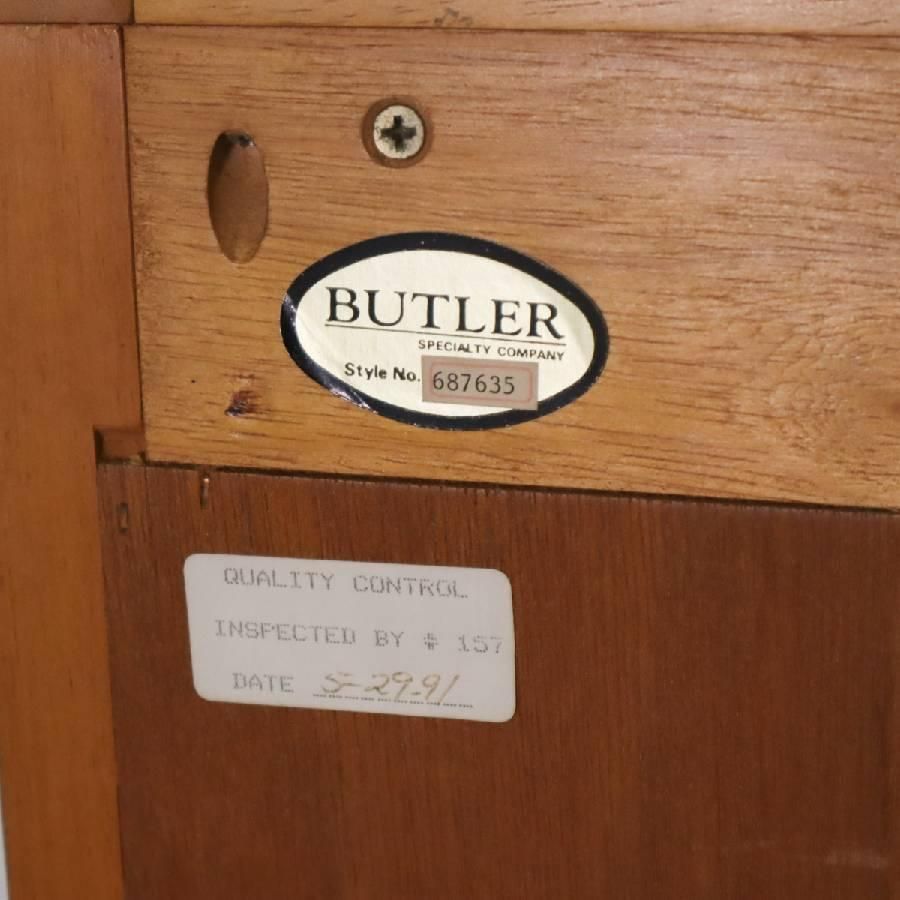 BUTLER
SPECIALTY COMPANY
Style No. 687635
QUALITY CONTROL
INSPECTED BY # 157
DATE 5-29-91